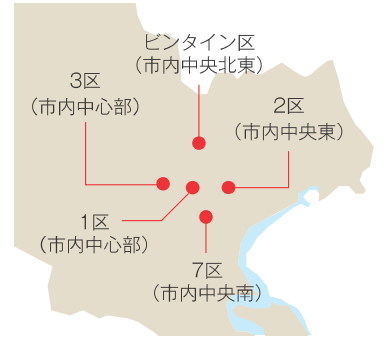 ビンタイン区
（市内中央北東）
3区
（市内中心部）
2区
（市内中央東）
1区
（市内中心部）
7区
（市内中央南）